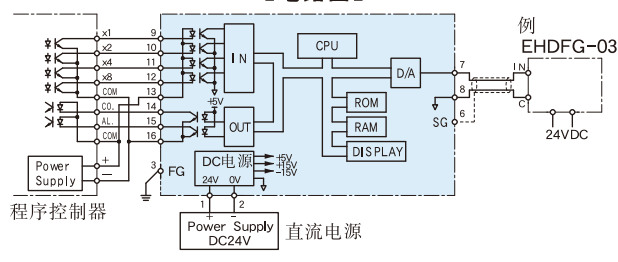 x1 9
x2 10
x4 11
x8 12
COM 13
CO. 14
AL. 15
COM 16
+
−
Power
Supply
程序控制器
IN
+5V
OUT
CPU
D/A
ROM
RAM
DISPLAY
DC电源
24V 0V
+5V
+15V
-15V
3 FG
1 + − 2
Power Supply
DC24V
直流电源
7
8
SG 6
例
EHDFG-03
IN
C
24VDC